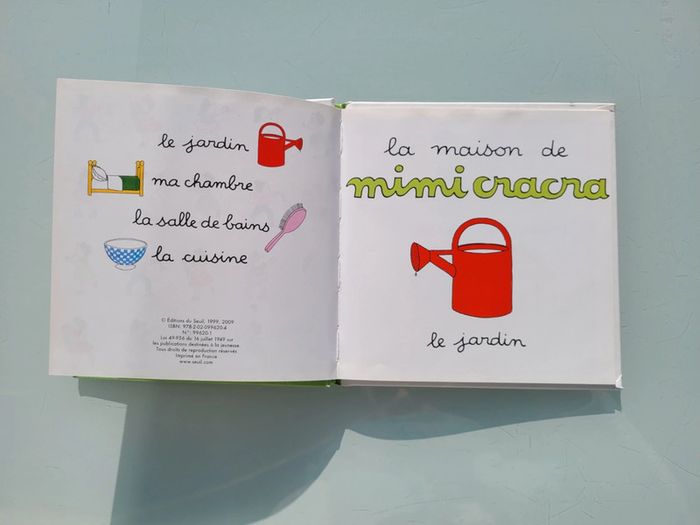 le jardin
ma chambre
la salle de bains
la cuisine
© Éditions du Seuil, 1999, 2009
ISBN: 978-2-02-099620-4
N°: 99620-1
Loi 49-956 du 16 juillet 1949 sur
les publications destinées à la jeunesse.
Tous droits de reproduction réservés
Imprimé en France
www.seuil.com
la maison de
mimi cracra
le jardin